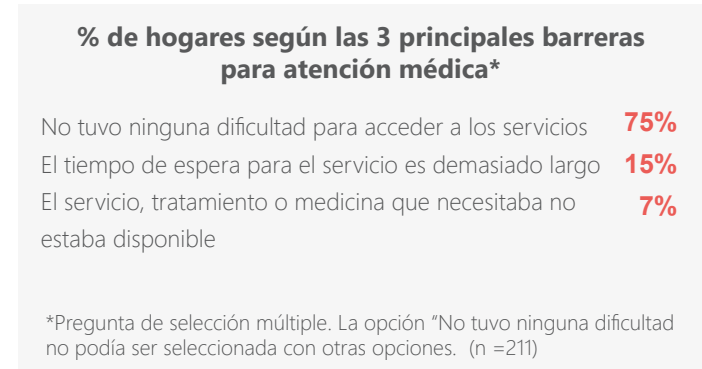 % de hogares según las 3 principales barreras
para atención médica*
No tuvo ninguna dificultad para acceder a los servicios 75%
El tiempo de espera para el servicio es demasiado largo 15%
El servicio, tratamiento o medicina que necesitaba no 7%
estaba disponible
*Pregunta de selección múltiple. La opción “No tuvo ninguna dificultad
no podía ser seleccionada con otras opciones. (n =211)